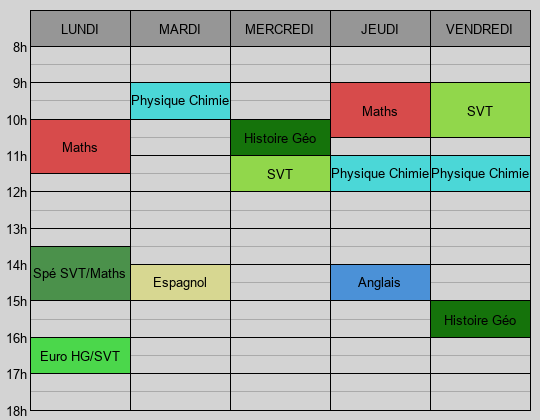 LUNDI MARDI MERCREDI JEUDI VENDREDI
8h
9h
Physique Chimie Maths SVT
10h
Maths Histoire Géo
11h
SVT Physique Chimie Physique Chimie
12h
13h
14h
Spé SVT/Maths Espagnol Anglais
15h
Histoire Géo
16h
Euro HG/SVT
17h
18h